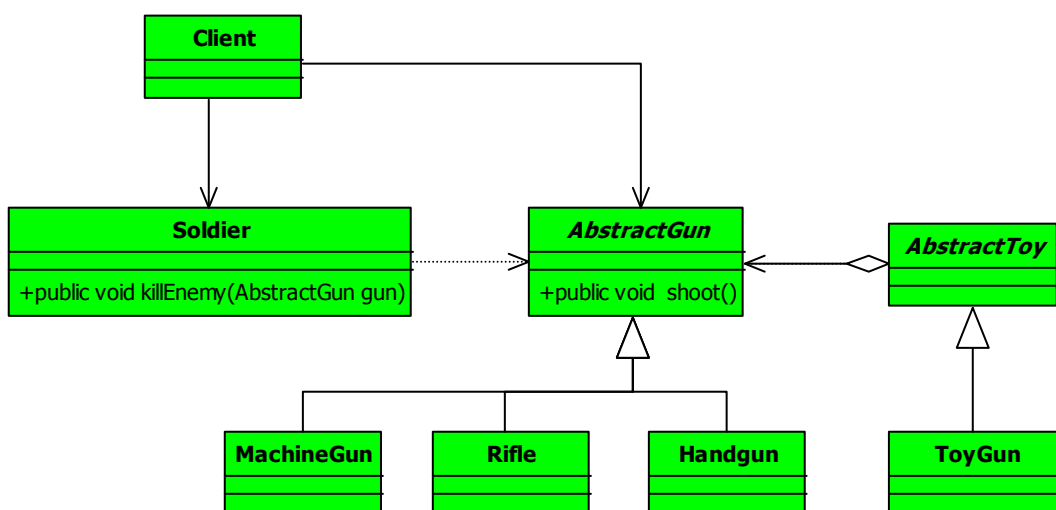 Client
Soldier
+public void killEnemy(AbstractGun gun)
AbstractGun
+public void shoot()
AbstractToy
MachineGun
Rifle
Handgun
ToyGun